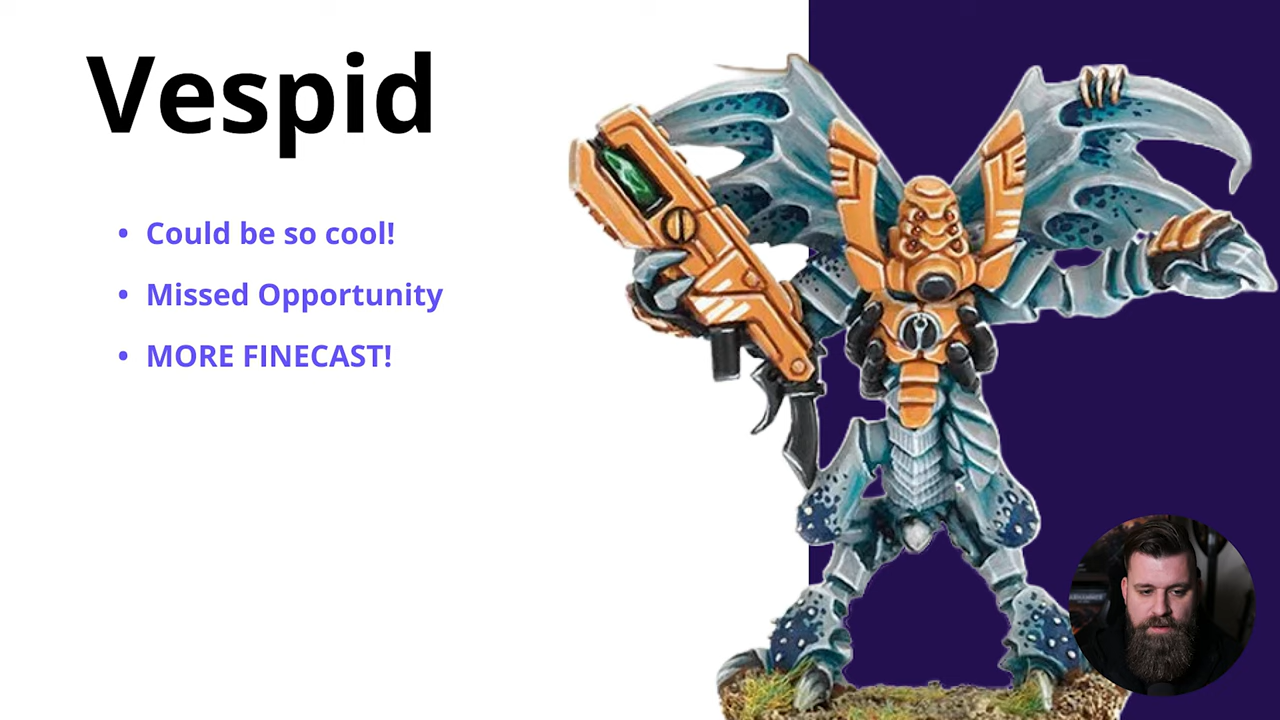 Vespid
• Could be so cool!
• Missed Opportunity
• MORE FINECAST!